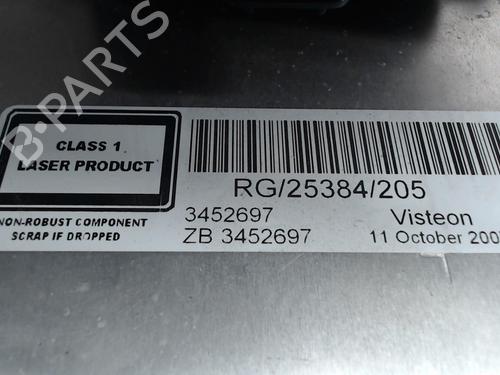 CLASS 1
LASER PRODUCT
RG/25384/205
NON-ROBUST COMPONENT
SCRAP IF DROPPED
3452697
ZB 3452697
Visteon
11 October
B-PARTS